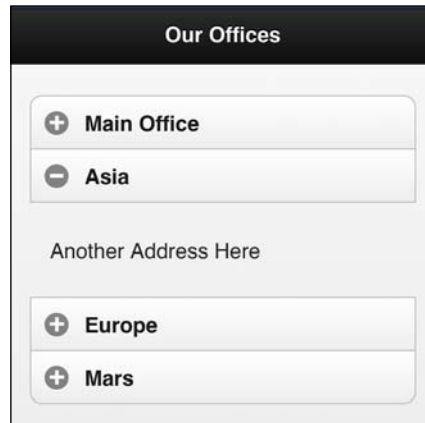 Our Offices
Main Office
Asia
Another Address Here
Europe
Mars